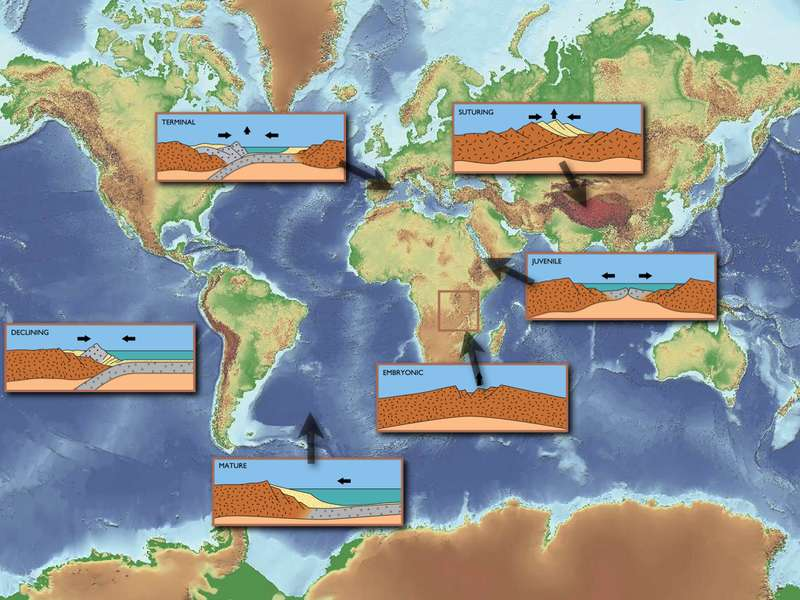 TERMINAL
SUTURING
JUVENILE
DECLINING
EMBRYONIC
MATURE